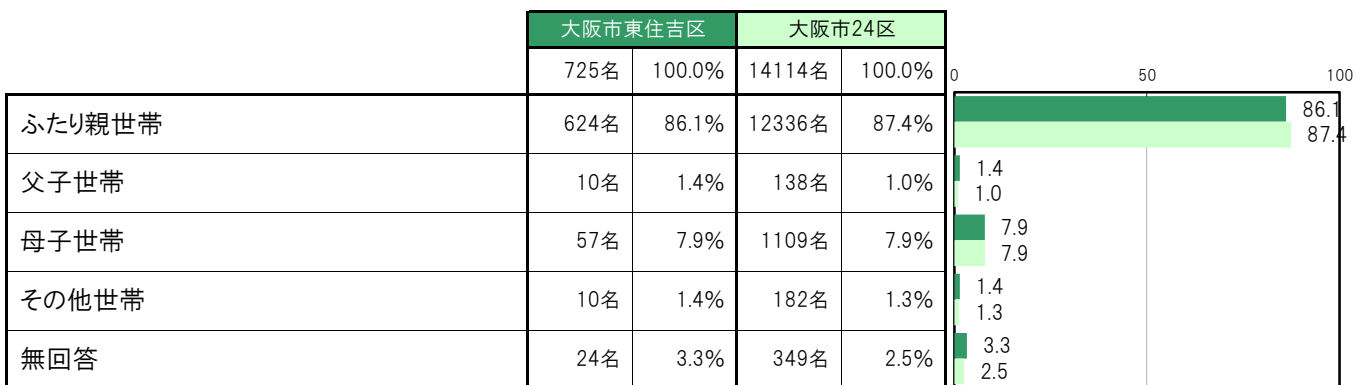 大阪市東住吉区 大阪市24区
725名 100.0% 14114名 100.0% 0 50 100
ふたり親世帯 624名 86.1% 12336名 87.4% 86.1
87.4
父子世帯 10名 1.4% 138名 1.0% 1.4
1.0
母子世帯 57名 7.9% 1109名 7.9% 7.9
7.9
その他世帯 10名 1.4% 182名 1.3% 1.4
1.3
無回答 24名 3.3% 349名 2.5% 3.3
2.5